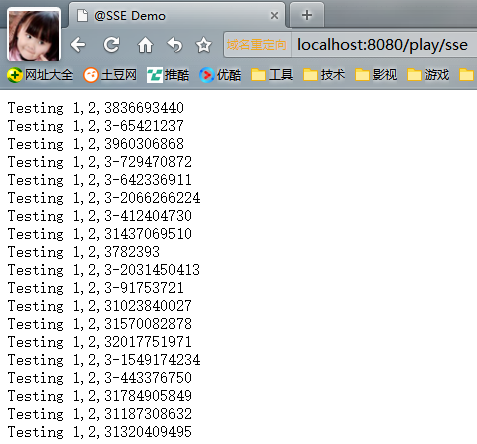 @SSE Demo
域名重定向 localhost:8080/play/sse
网址大全 土豆网 推酷 优酷 工具 技术 影视 游戏
Testing 1,2,3836693440
Testing 1,2,3-65421237
Testing 1,2,3960306868
Testing 1,2,3-729470872
Testing 1,2,3-642336911
Testing 1,2,3-2066266224
Testing 1,2,3-412404730
Testing 1,2,31437069510
Testing 1,2,3782393
Testing 1,2,3-2031450413
Testing 1,2,3-91753721
Testing 1,2,31023840027
Testing 1,2,31570082878
Testing 1,2,32017751971
Testing 1,2,3-1549174234
Testing 1,2,3-443376750
Testing 1,2,31784905849
Testing 1,2,31187308632
Testing 1,2,31320409495